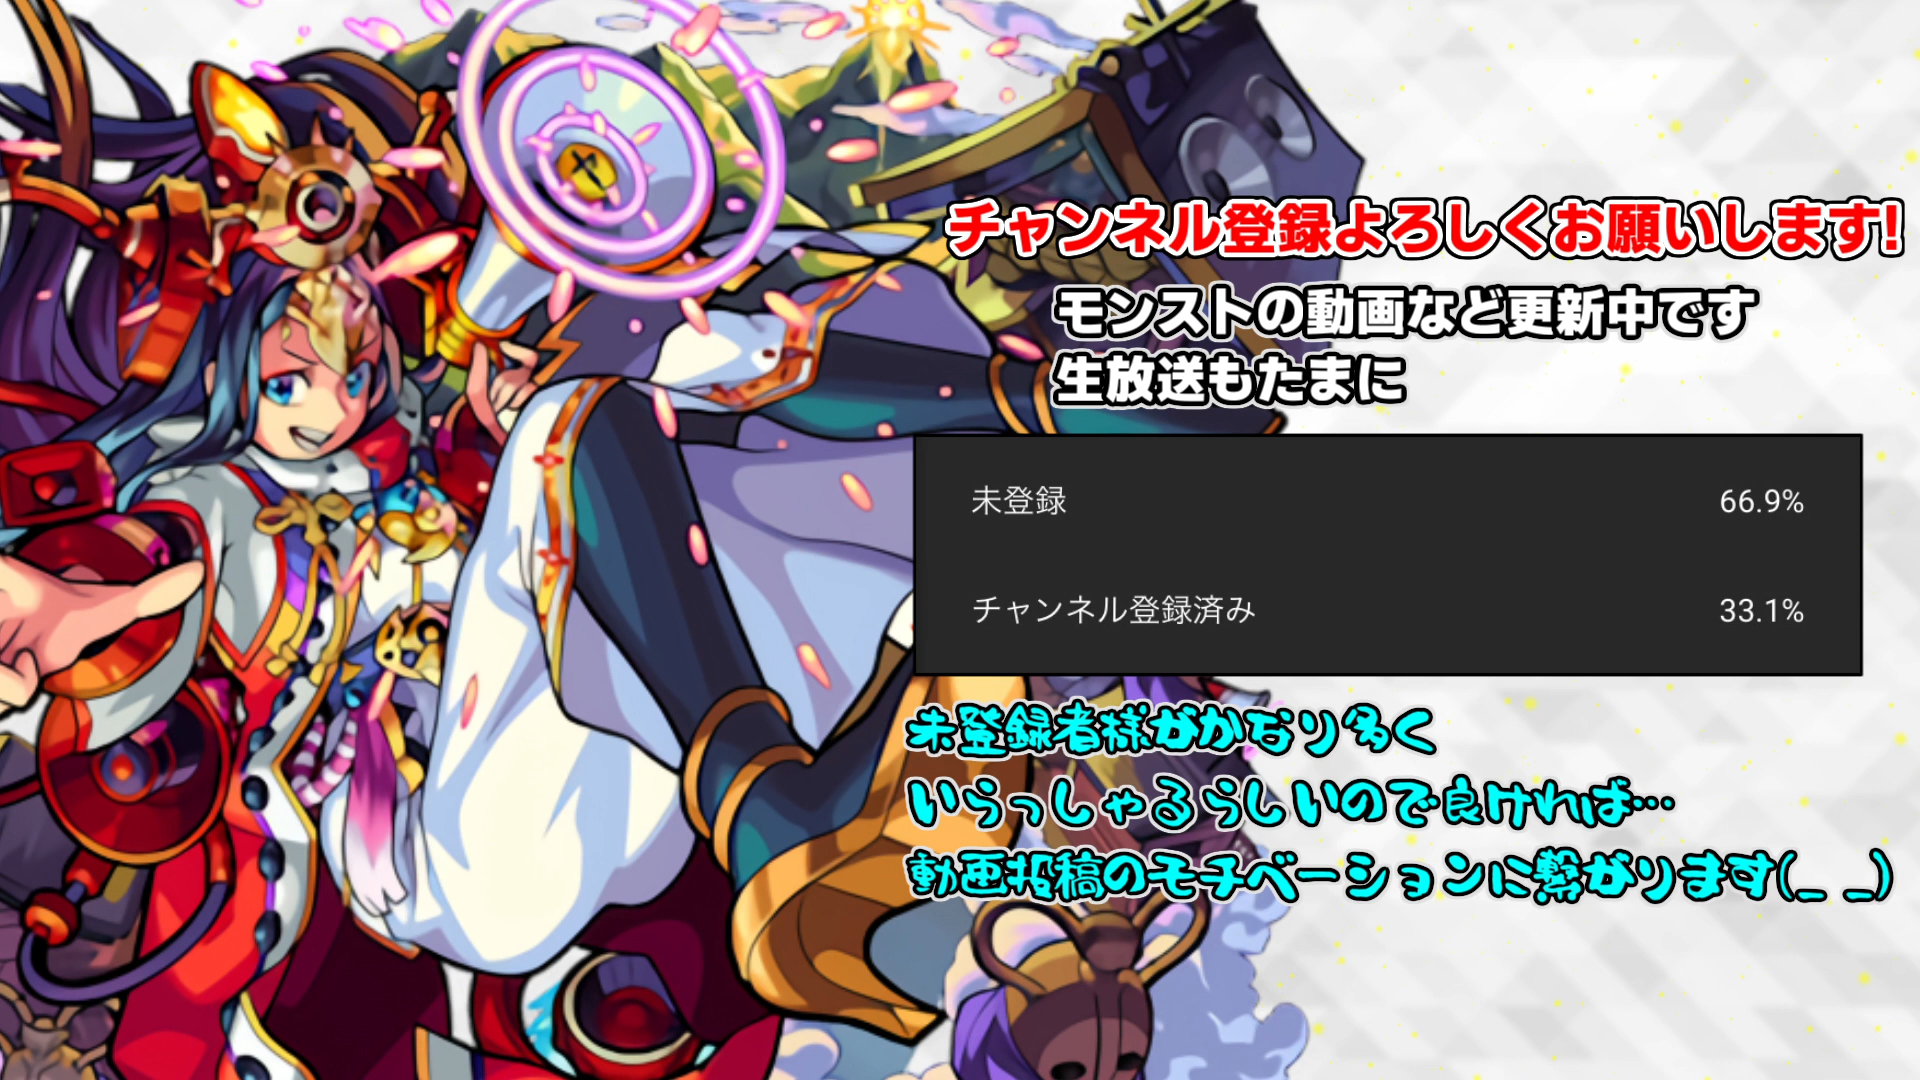 チャンネル登録よろしくお願いします!
モンストの動画など更新中です
生放送もたまに
未登録 66.9%
チャンネル登録済み 33.1%
未登録者様がかなり多く
いらっしゃるらしいので良ければ…
動画投稿のモチベーションに繋がります(_ _)